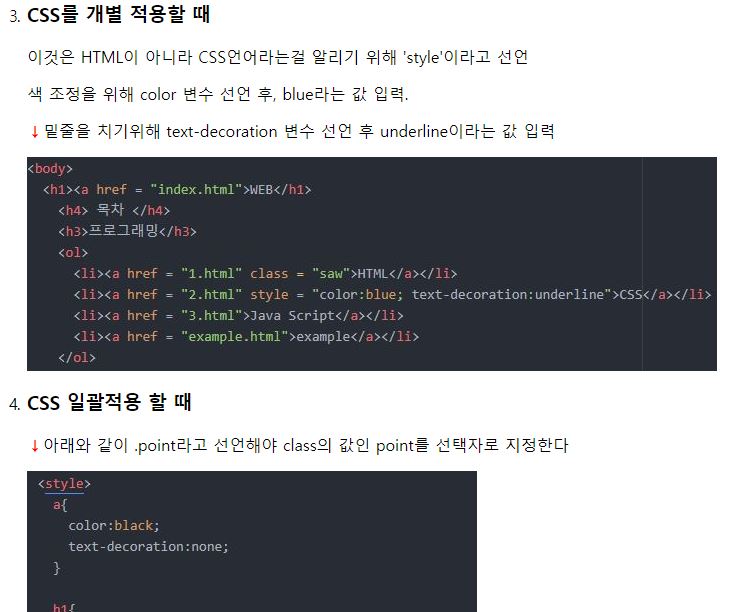 3. CSS를 개별 적용할 때
이것은 HTML이 아니라 CSS언어라는걸 알리기 위해 'style'이라고 선언
색 조정을 위해 color 변수 선언 후, blue라는 값 입력.
↓밑줄을 치기위해 text-decoration 변수 선언 후 underline이라는 값 입력
<body>
<h1><a href = "index.html">WEB</h1>
<h4> 목차 </h4>
<h3>프로그래밍</h3>
<ol>
<li><a href = "1.html" class = "saw">HTML</a></li>
<li><a href = "2.html" style = "color:blue; text-decoration:underline">CSS</a></li>
<li><a href = "3.html">Java Script</a></li>
<li><a href = "example.html">example</a></li>
</ol>
4. CSS 일괄적용 할 때
↓아래와 같이 .point라고 선언해야 class의 값인 point를 선택자로 지정한다
<style>
a{
color:black;
text-decoration:none;
}
h1{